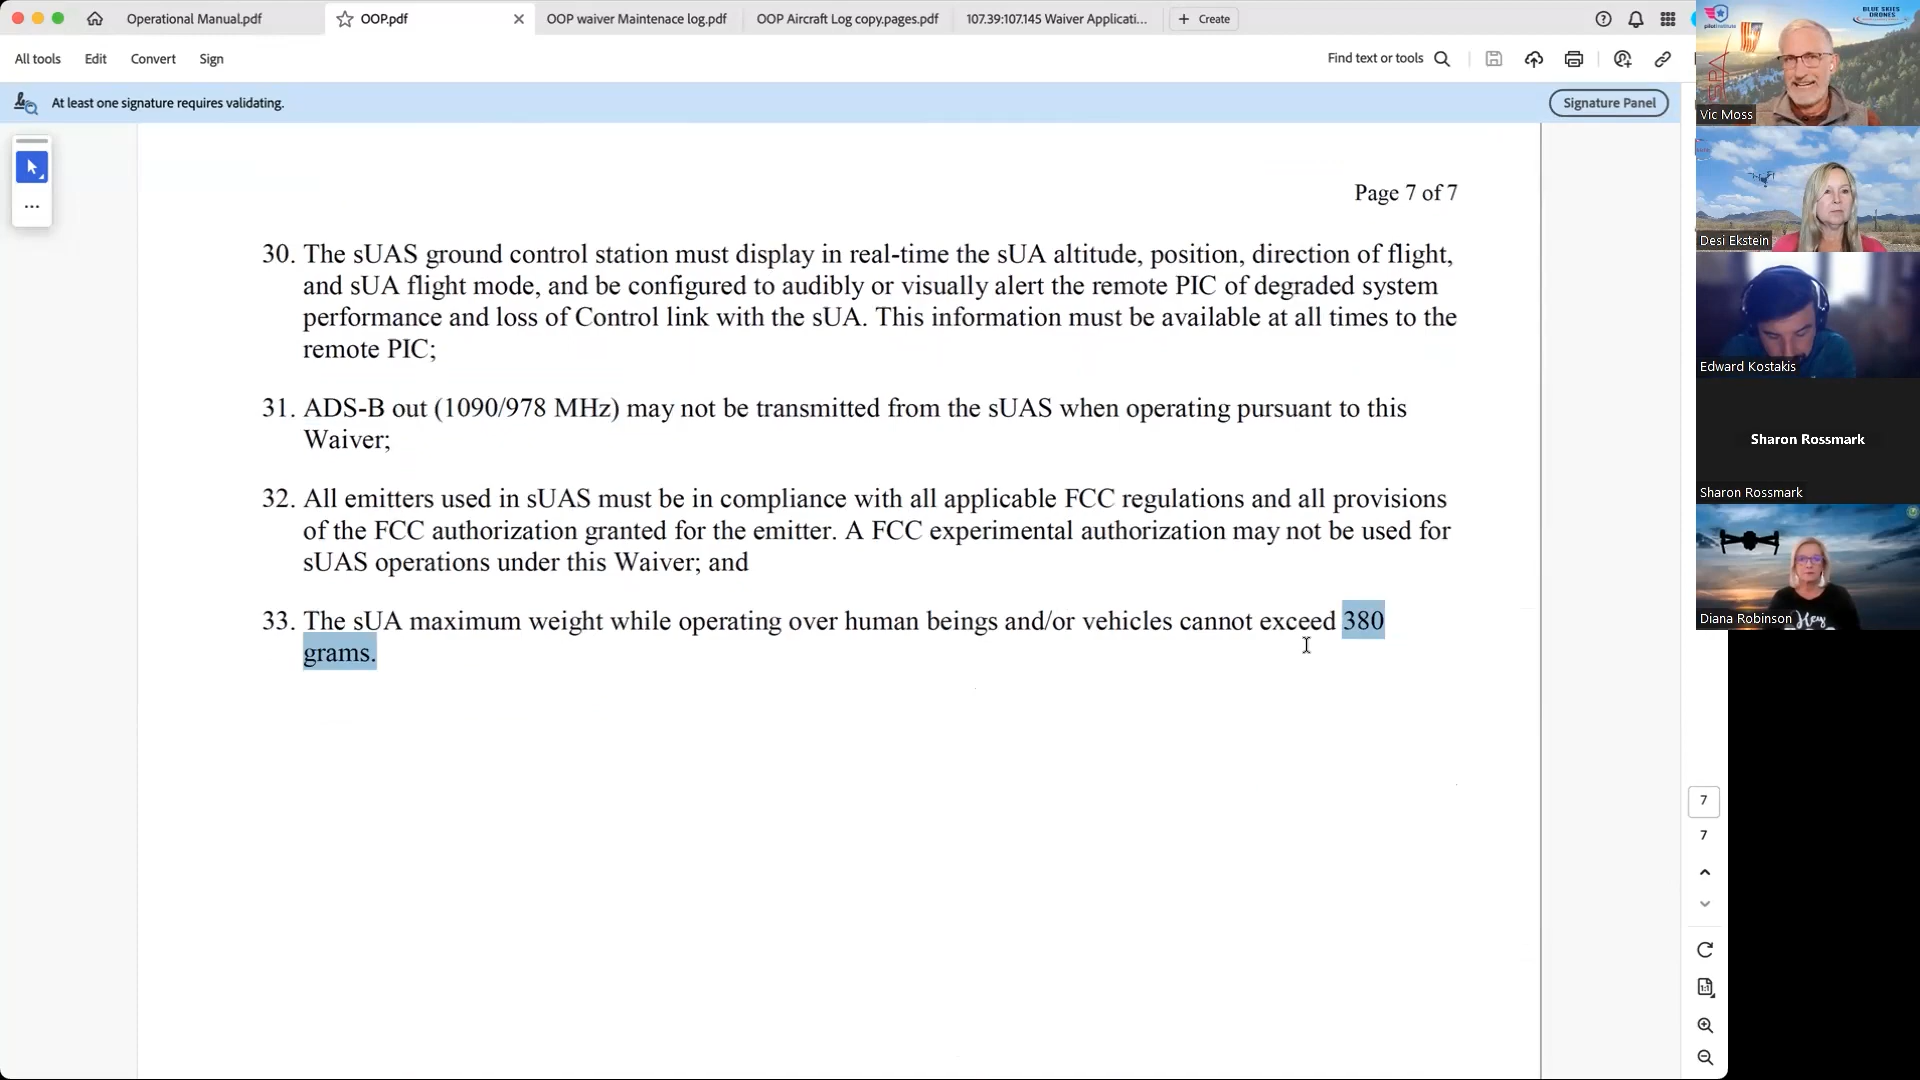 Operational Manual.pdf
OOP.pdf
OOP waiver Maintenace log.pdf
OOP Aircraft Log copy.pages.pdf
107.39:107.145 Waiver Applicati...
Create
All tools
Edit
Convert
Sign
Find text or tools
At least one signature requires validating.
Signature Panel
Page 7 of 7
30. The sUAS ground control station must display in real-time the sUA altitude, position, direction of flight,
and sUA flight mode, and be configured to audibly or visually alert the remote PIC of degraded system
performance and loss of Control link with the sUA. This information must be available at all times to the
remote PIC;
31. ADS-B out (1090/978 MHz) may not be transmitted from the sUAS when operating pursuant to this
Waiver;
32. All emitters used in sUAS must be in compliance with all applicable FCC regulations and all provisions
of the FCC authorization granted for the emitter. A FCC experimental authorization may not be used for
sUAS operations under this Waiver; and
33. The sUA maximum weight while operating over human beings and/or vehicles cannot exceed 380
grams.
7
7
BLUE SKIES
DRONES
Vic Moss
Desi Ekstein
Edward Kostakis
Sharon Rossmark
Sharon Rossmark
Hey
Diana Robinson